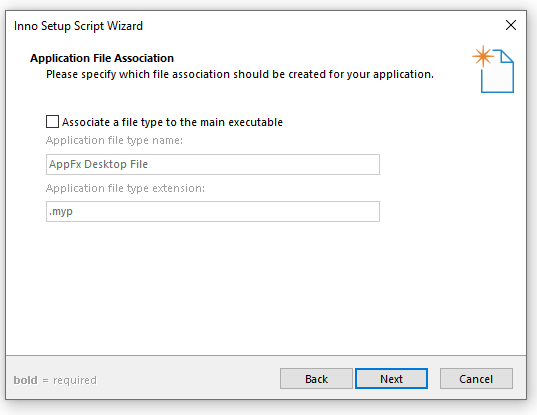 Inno Setup Script Wizard
Application File Association
Please specify which file association should be created for your application.
Associate a file type to the main executable
Application file type name:
AppFx Desktop File
Application file type extension:
.myp
bold = required
Back
Next
Cancel